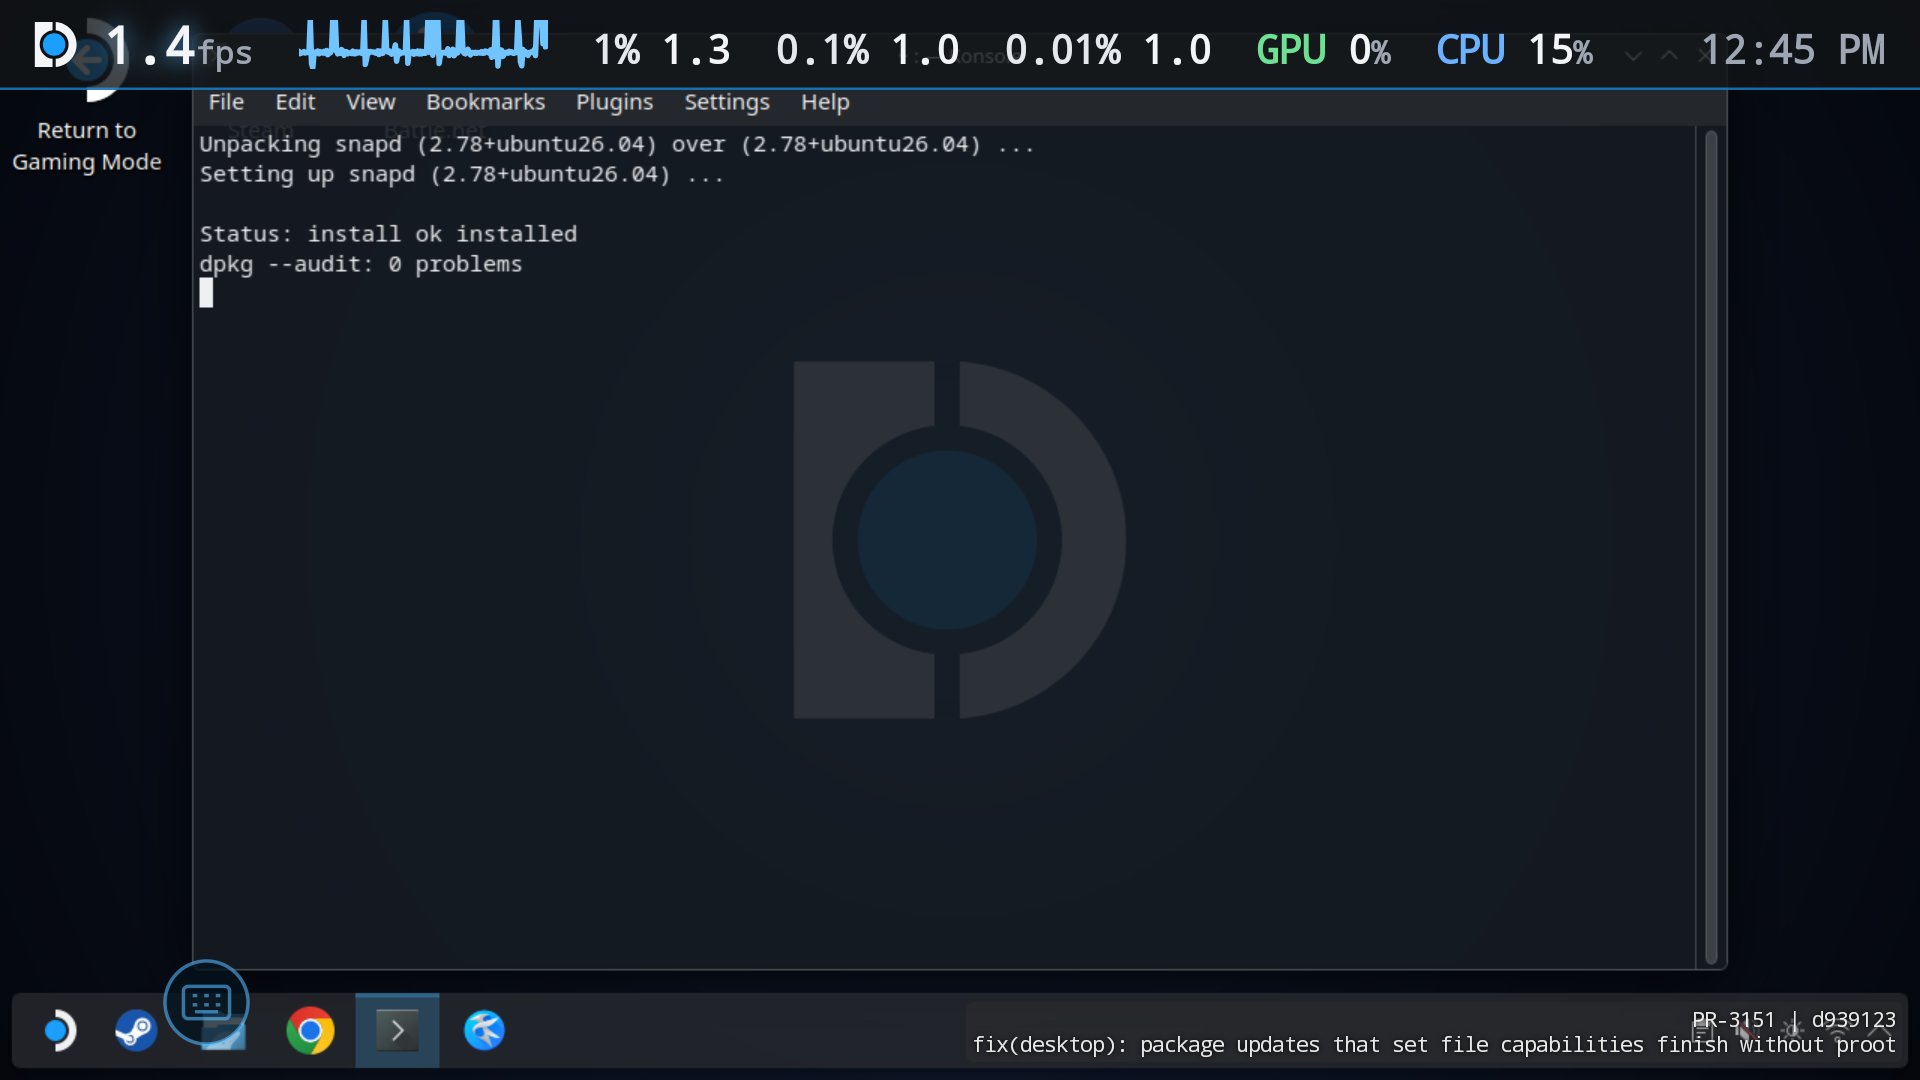 1.4fps 1% 1.3 0.1% 1.0 0.01% 1.0 GPU 0% CPU 15% 12:45 PM
File Edit View Bookmarks Plugins Settings Help
Return to
Gaming Mode
Steam
Battle.net
Unpacking snapd (2.78+ubuntu26.04) over (2.78+ubuntu26.04) ...
Setting up snapd (2.78+ubuntu26.04) ...
Status: install ok installed
dpkg --audit: 0 problems
PR-3151 | d939123
fix(desktop): package updates that set file capabilities finish without proot